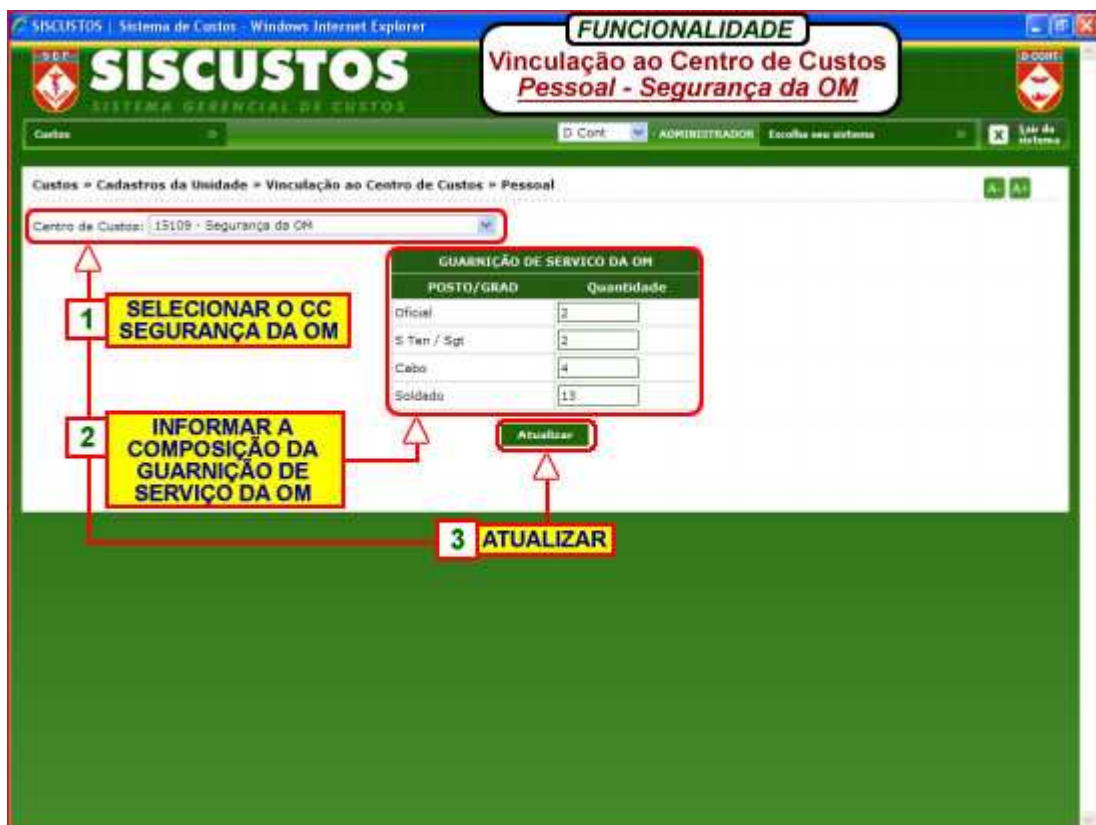 SISCUSTOS | Sistema de Custos - Windows Internet Explorer
FUNCIONALIDADE
Vinculação ao Centro de Custos
Pessoal - Segurança da OM
S E F
SISCUSTOS
SISTEMA GERENCIAL DE CUSTOS
D CONT
Custos
D Cont
ADMINISTRADOR
Escolha seu sistema
X
Sair do
sistema
Custos » Cadastros da Unidade » Vinculação ao Centro de Custos » Pessoal
A-
A+
Centro de Custos:
15109 - Segurança da OM
GUARNIÇÃO DE SERVICO DA OM
POSTO/GRAD
Quantidade
Oficial
2
S Ten / Sgt
2
Cabo
4
Soldado
13
Atualizar
1
SELECIONAR O CC
SEGURANÇA DA OM
2
INFORMAR A
COMPOSIÇÃO DA
GUARNIÇÃO DE
SERVIÇO DA OM
3
ATUALIZAR